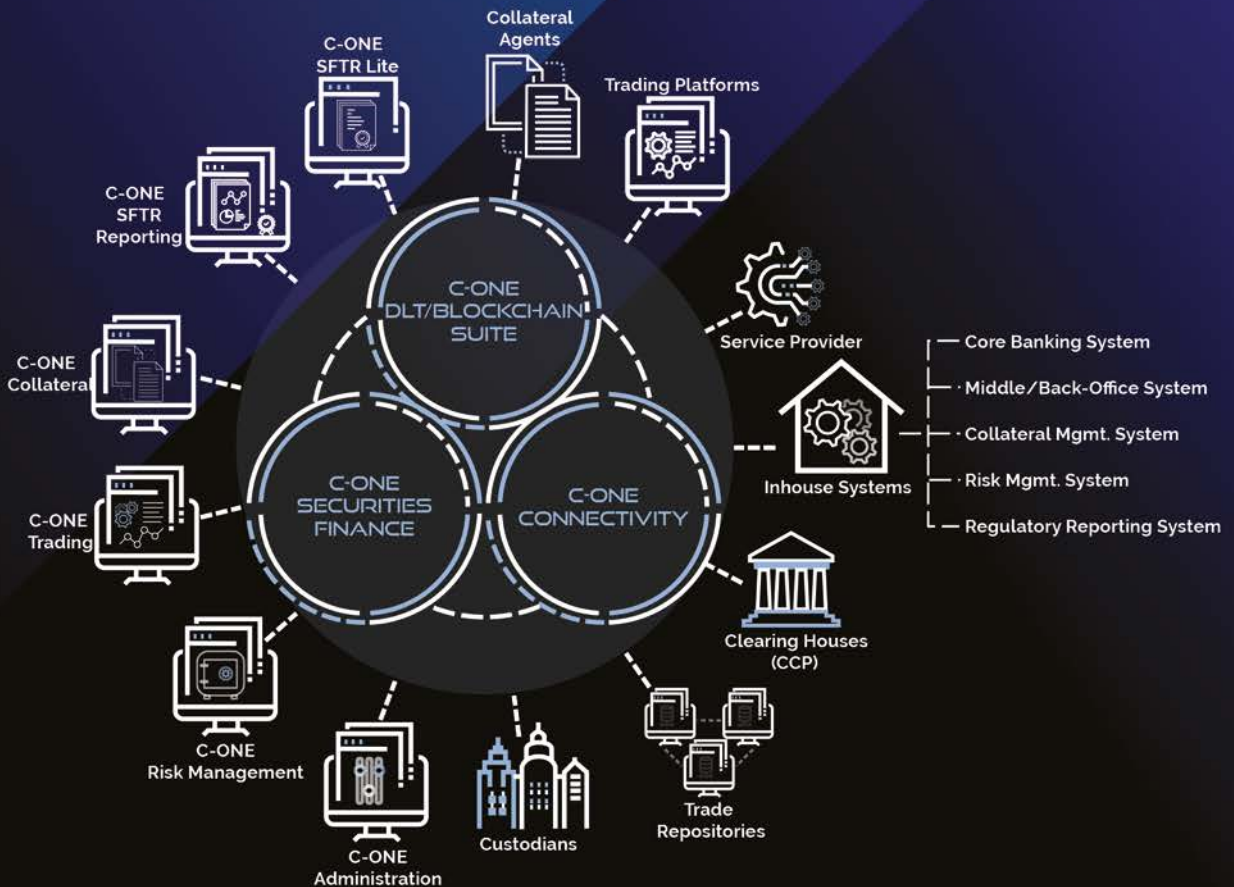 Collateral
Agents
C-ONE
SFTR Lite
Trading Platforms
C-ONE
SFTR
Reporting
C-ONE
DLT/BLOCKCHAIN
SUITE
Service Provider
Core Banking System
Middle/Back-Office System
Collateral Mgmt. System
Risk Mgmt. System
Regulatory Reporting System
Inhouse Systems
C-ONE
Collateral
C-ONE
SECURITIES
FINANCE
C-ONE
CONNECTIVITY
C-ONE
Trading
Clearing Houses
(CCP)
C-ONE
Risk Management
Trade
Repositories
Custodians
C-ONE
Administration